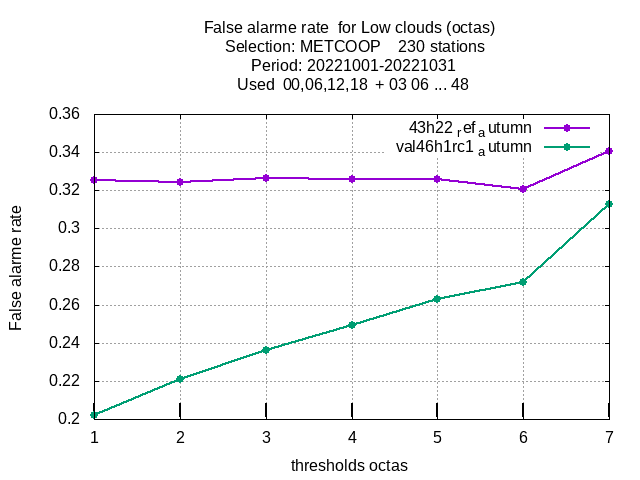 False alarme rate  for Low clouds (octas)
Selection: METCOOP    230 stations
Period: 20221001-20221031
Used  00,06,12,18  + 03 06 ... 48
43h22 ref autumn
val46h1rc1 autumn
False alarme rate
0.36
0.34
0.32
0.3
0.28
0.26
0.24
0.22
0.2
1 2 3 4 5 6 7
thresholds octas